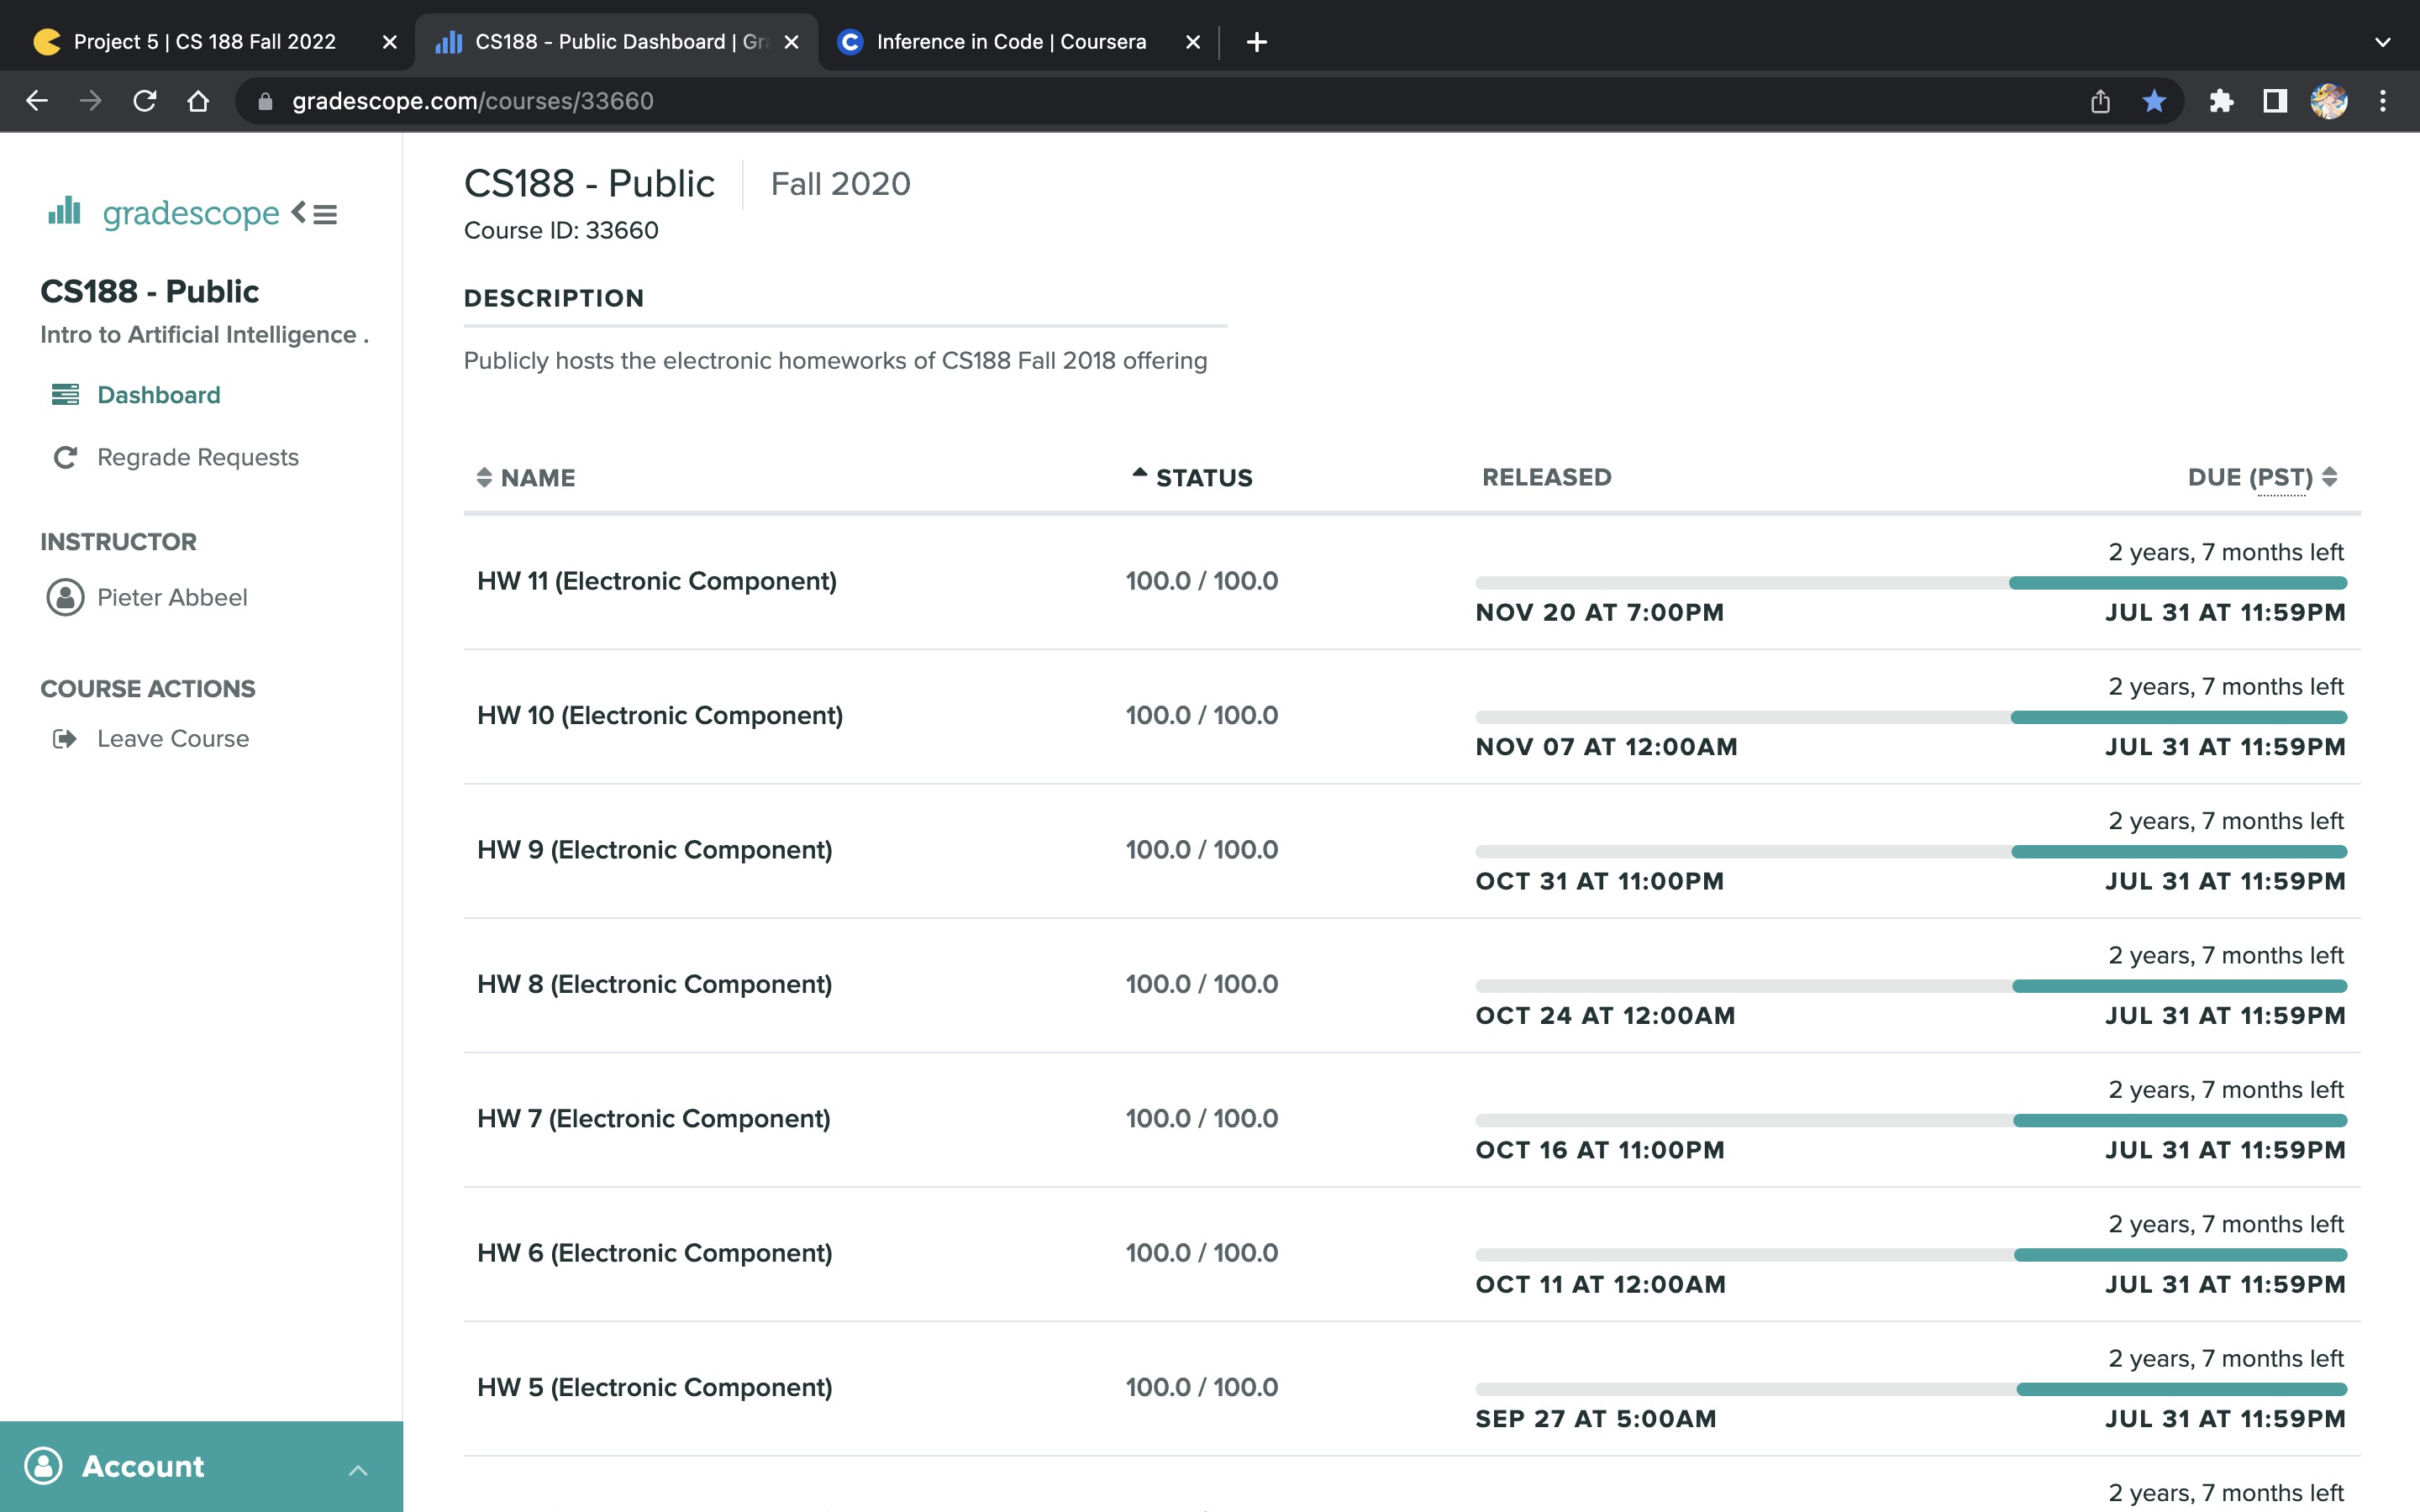 Project 5 | CS 188 Fall 2022
CS188 - Public Dashboard | Gr
Inference in Code | Coursera
gradescope.com/courses/33660
gradescope
CS188 - Public
Intro to Artificial Intelligence .
Dashboard
Regrade Requests
INSTRUCTOR
Pieter Abbeel
COURSE ACTIONS
Leave Course
Account
CS188 - Public
Fall 2020
Course ID: 33660
DESCRIPTION
Publicly hosts the electronic homeworks of CS188 Fall 2018 offering
NAME STATUS RELEASED DUE (PST)
2 years, 7 months left
HW 11 (Electronic Component) 100.0 / 100.0
NOV 20 AT 7:00PM JUL 31 AT 11:59PM
2 years, 7 months left
HW 10 (Electronic Component) 100.0 / 100.0
NOV 07 AT 12:00AM JUL 31 AT 11:59PM
2 years, 7 months left
HW 9 (Electronic Component) 100.0 / 100.0
OCT 31 AT 11:00PM JUL 31 AT 11:59PM
2 years, 7 months left
HW 8 (Electronic Component) 100.0 / 100.0
OCT 24 AT 12:00AM JUL 31 AT 11:59PM
2 years, 7 months left
HW 7 (Electronic Component) 100.0 / 100.0
OCT 16 AT 11:00PM JUL 31 AT 11:59PM
2 years, 7 months left
HW 6 (Electronic Component) 100.0 / 100.0
OCT 11 AT 12:00AM JUL 31 AT 11:59PM
2 years, 7 months left
HW 5 (Electronic Component) 100.0 / 100.0
SEP 27 AT 5:00AM JUL 31 AT 11:59PM
2 years, 7 months left